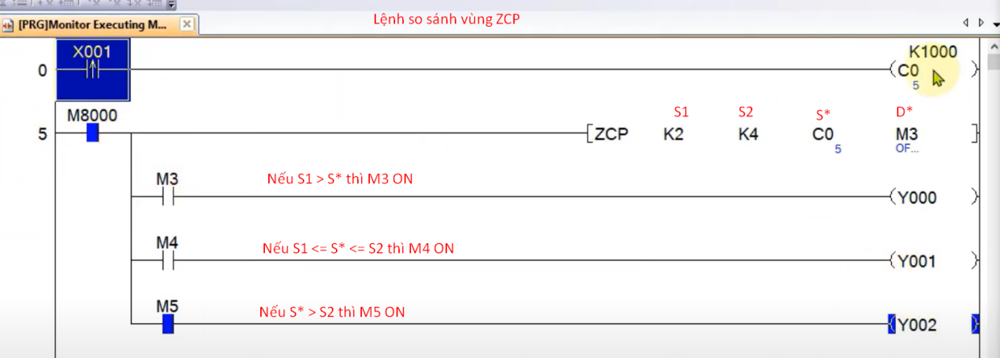 Lệnh so sánh vùng ZCP
[PRG]Monitor Executing M...
X001 K1000
0 C0
5
M8000 S1 S2 S* D*
5 ZCP K2 K4 C0 M3
5 OF...
M3 Nếu S1 > S* thì M3 ON
Y000
M4 Nếu S1 <= S* <= S2 thì M4 ON
Y001
M5 Nếu S* > S2 thì M5 ON
Y002